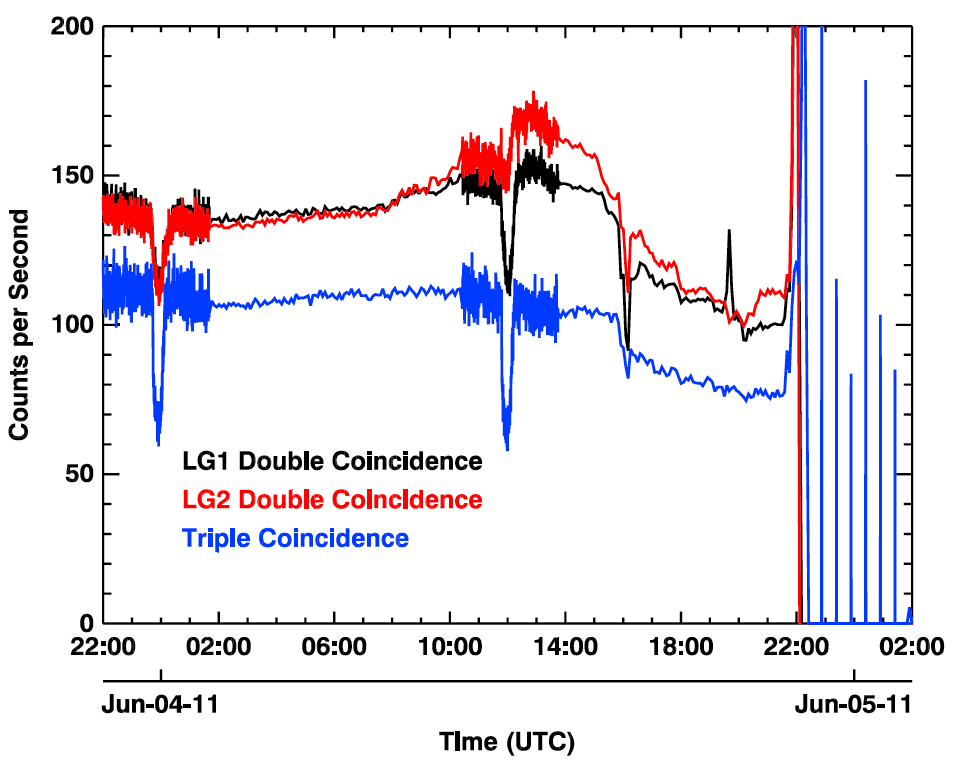 200
150
100
50
0
Counts per Second
LG1 Double Coincidence
LG2 Double Coincidence
Triple Coincidence
22:00 02:00 06:00 10:00 14:00 18:00 22:00 02:00
Jun-04-11 Jun-05-11
Time (UTC)